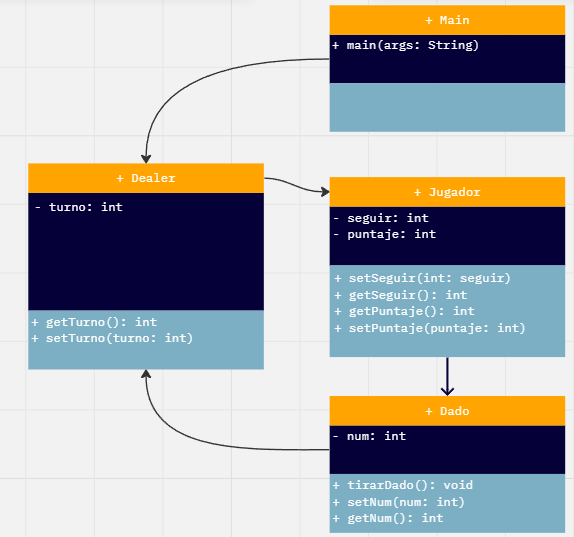 + Main
+ main(args: String)
+ Dealer
- turno: int
+ getTurno(): int
+ setTurno(turno: int)
+ Jugador
- seguir: int
- puntaje: int
+ setSeguir(int: seguir)
+ getSeguir(): int
+ getPuntaje(): int
+ setPuntaje(puntaje: int)
+ Dado
- num: int
+ tirarDado(): void
+ setNum(num: int)
+ getNum(): int